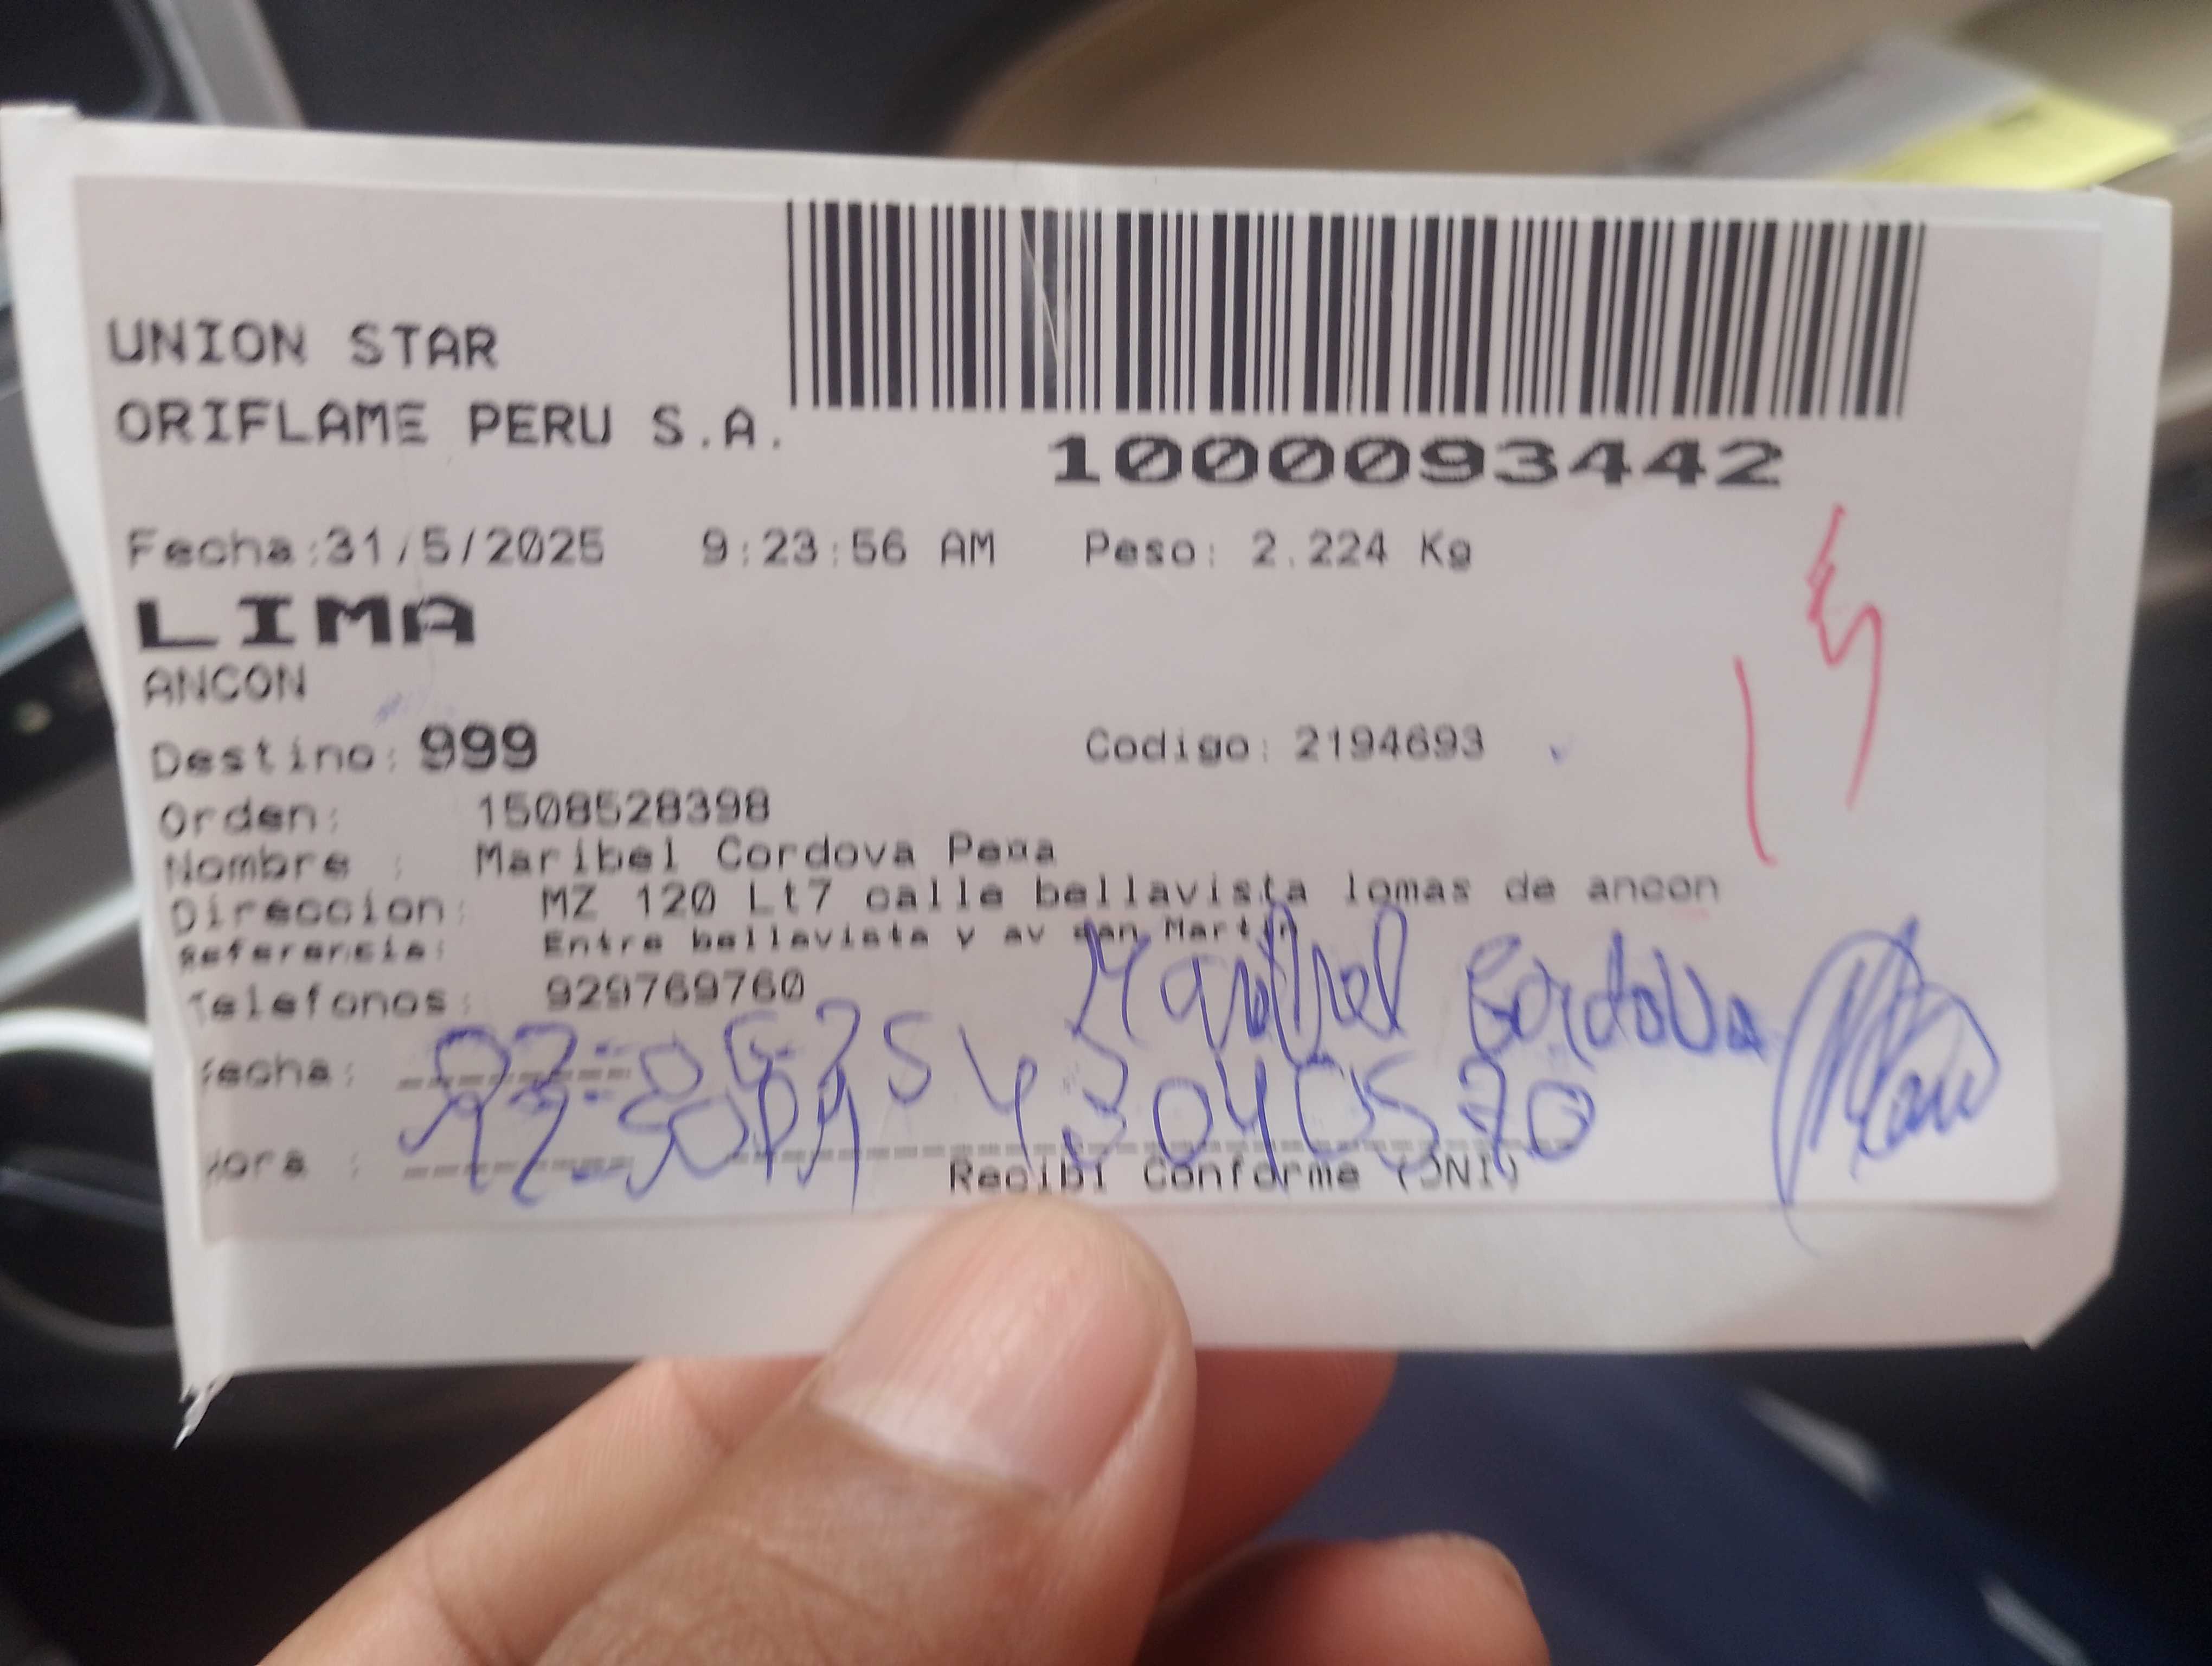 UNION STAR
ORIFLAME PERU S.A.
1000093442
Fecha:31/5/2025 9:23:56 AM Peso: 2.224 Kg
LIMA
ANCON
Destino: 999 Codigo: 2194693
Orden: 1508528398
Nombre : Maribel Cordova Pe¤a
Direccion: MZ 120 Lt7 calle bellavista lomas de ancon
Referencia: Entre bellavista y av san Martin
Telefonos: 929769760
Maribel Cordova
Fecha:
Hora :
Recibi Conforme (DNI)